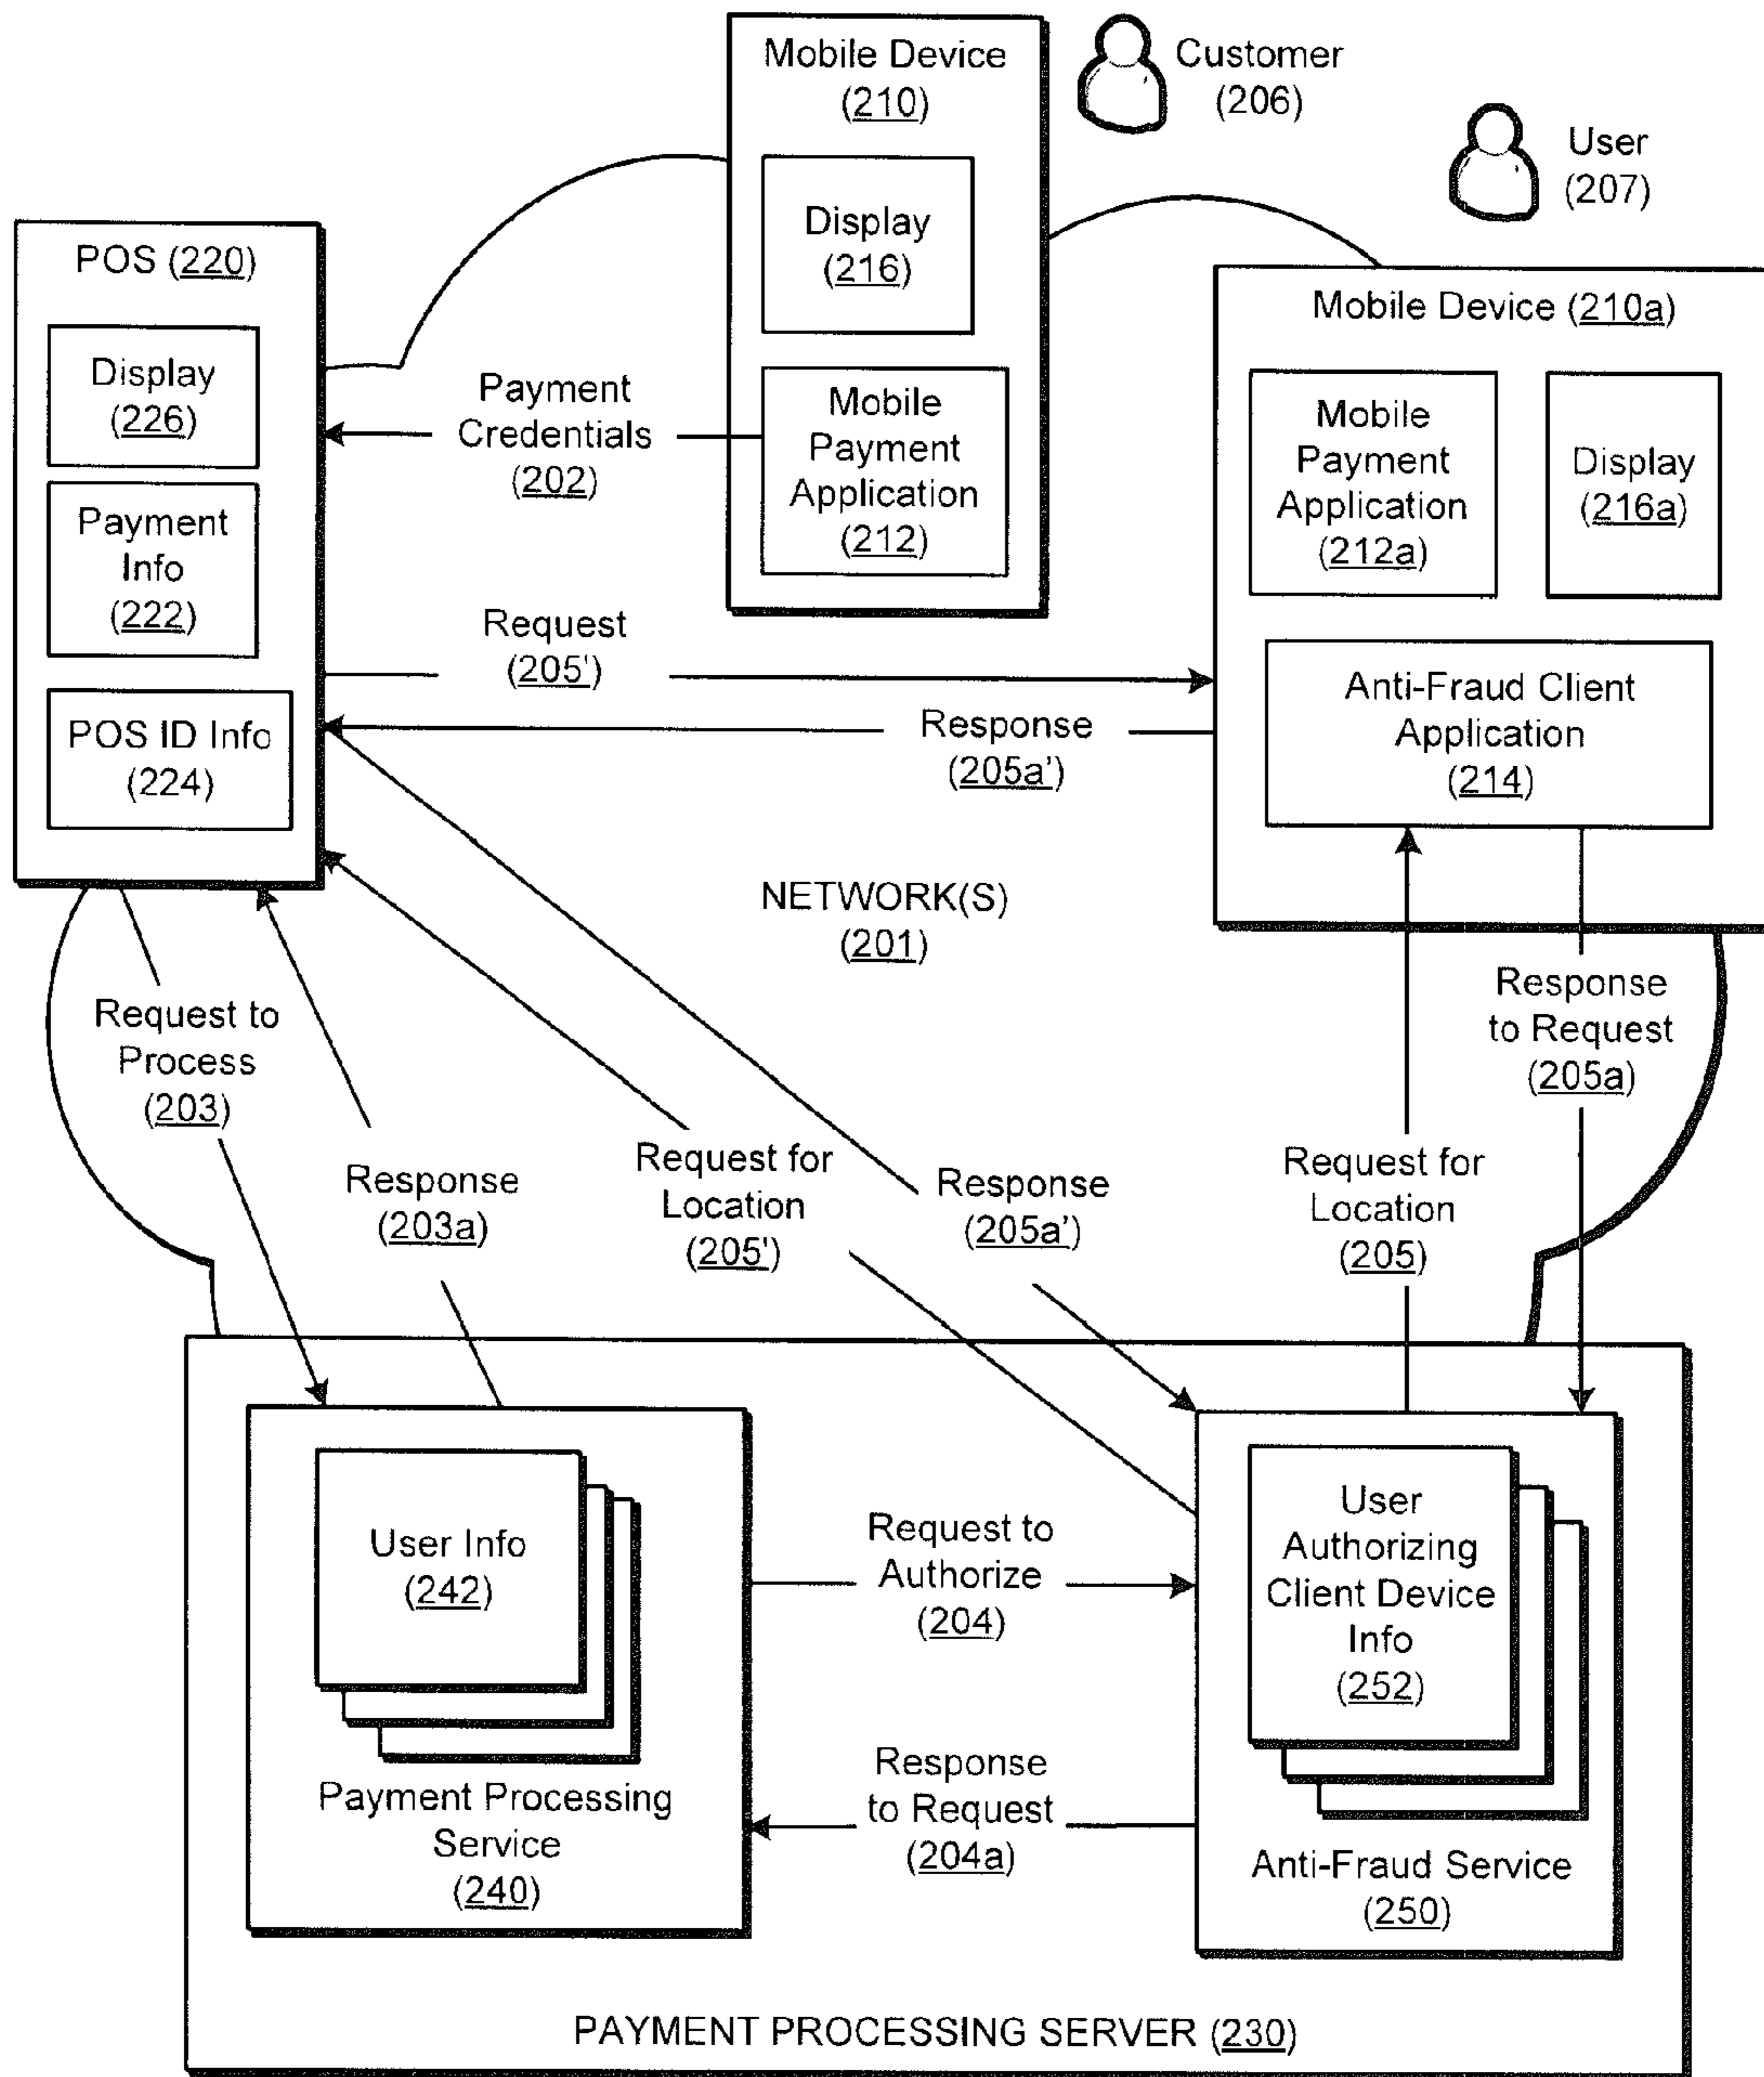 Mobile Device
(210)
Customer
(206)
User
(207)
Display
(216)
Mobile
Payment
Application
(212)
POS (220)
Display
(226)
Payment
Info
(222)
POS ID Info
(224)
Payment
Credentials
(202)
Mobile Device (210a)
Mobile
Payment
Application
(212a)
Display
(216a)
Anti-Fraud Client
Application
(214)
Request
(205')
Response
(205a')
NETWORK(S)
(201)
Request to
Process
(203)
Response
(203a)
Request for
Location
(205')
Response
(205a')
Request for
Location
(205)
Response
to Request
(205a)
User Info
(242)
Payment Processing
Service
(240)
Request to
Authorize
(204)
Response
to Request
(204a)
User
Authorizing
Client Device
Info
(252)
Anti-Fraud Service
(250)
PAYMENT PROCESSING SERVER (230)